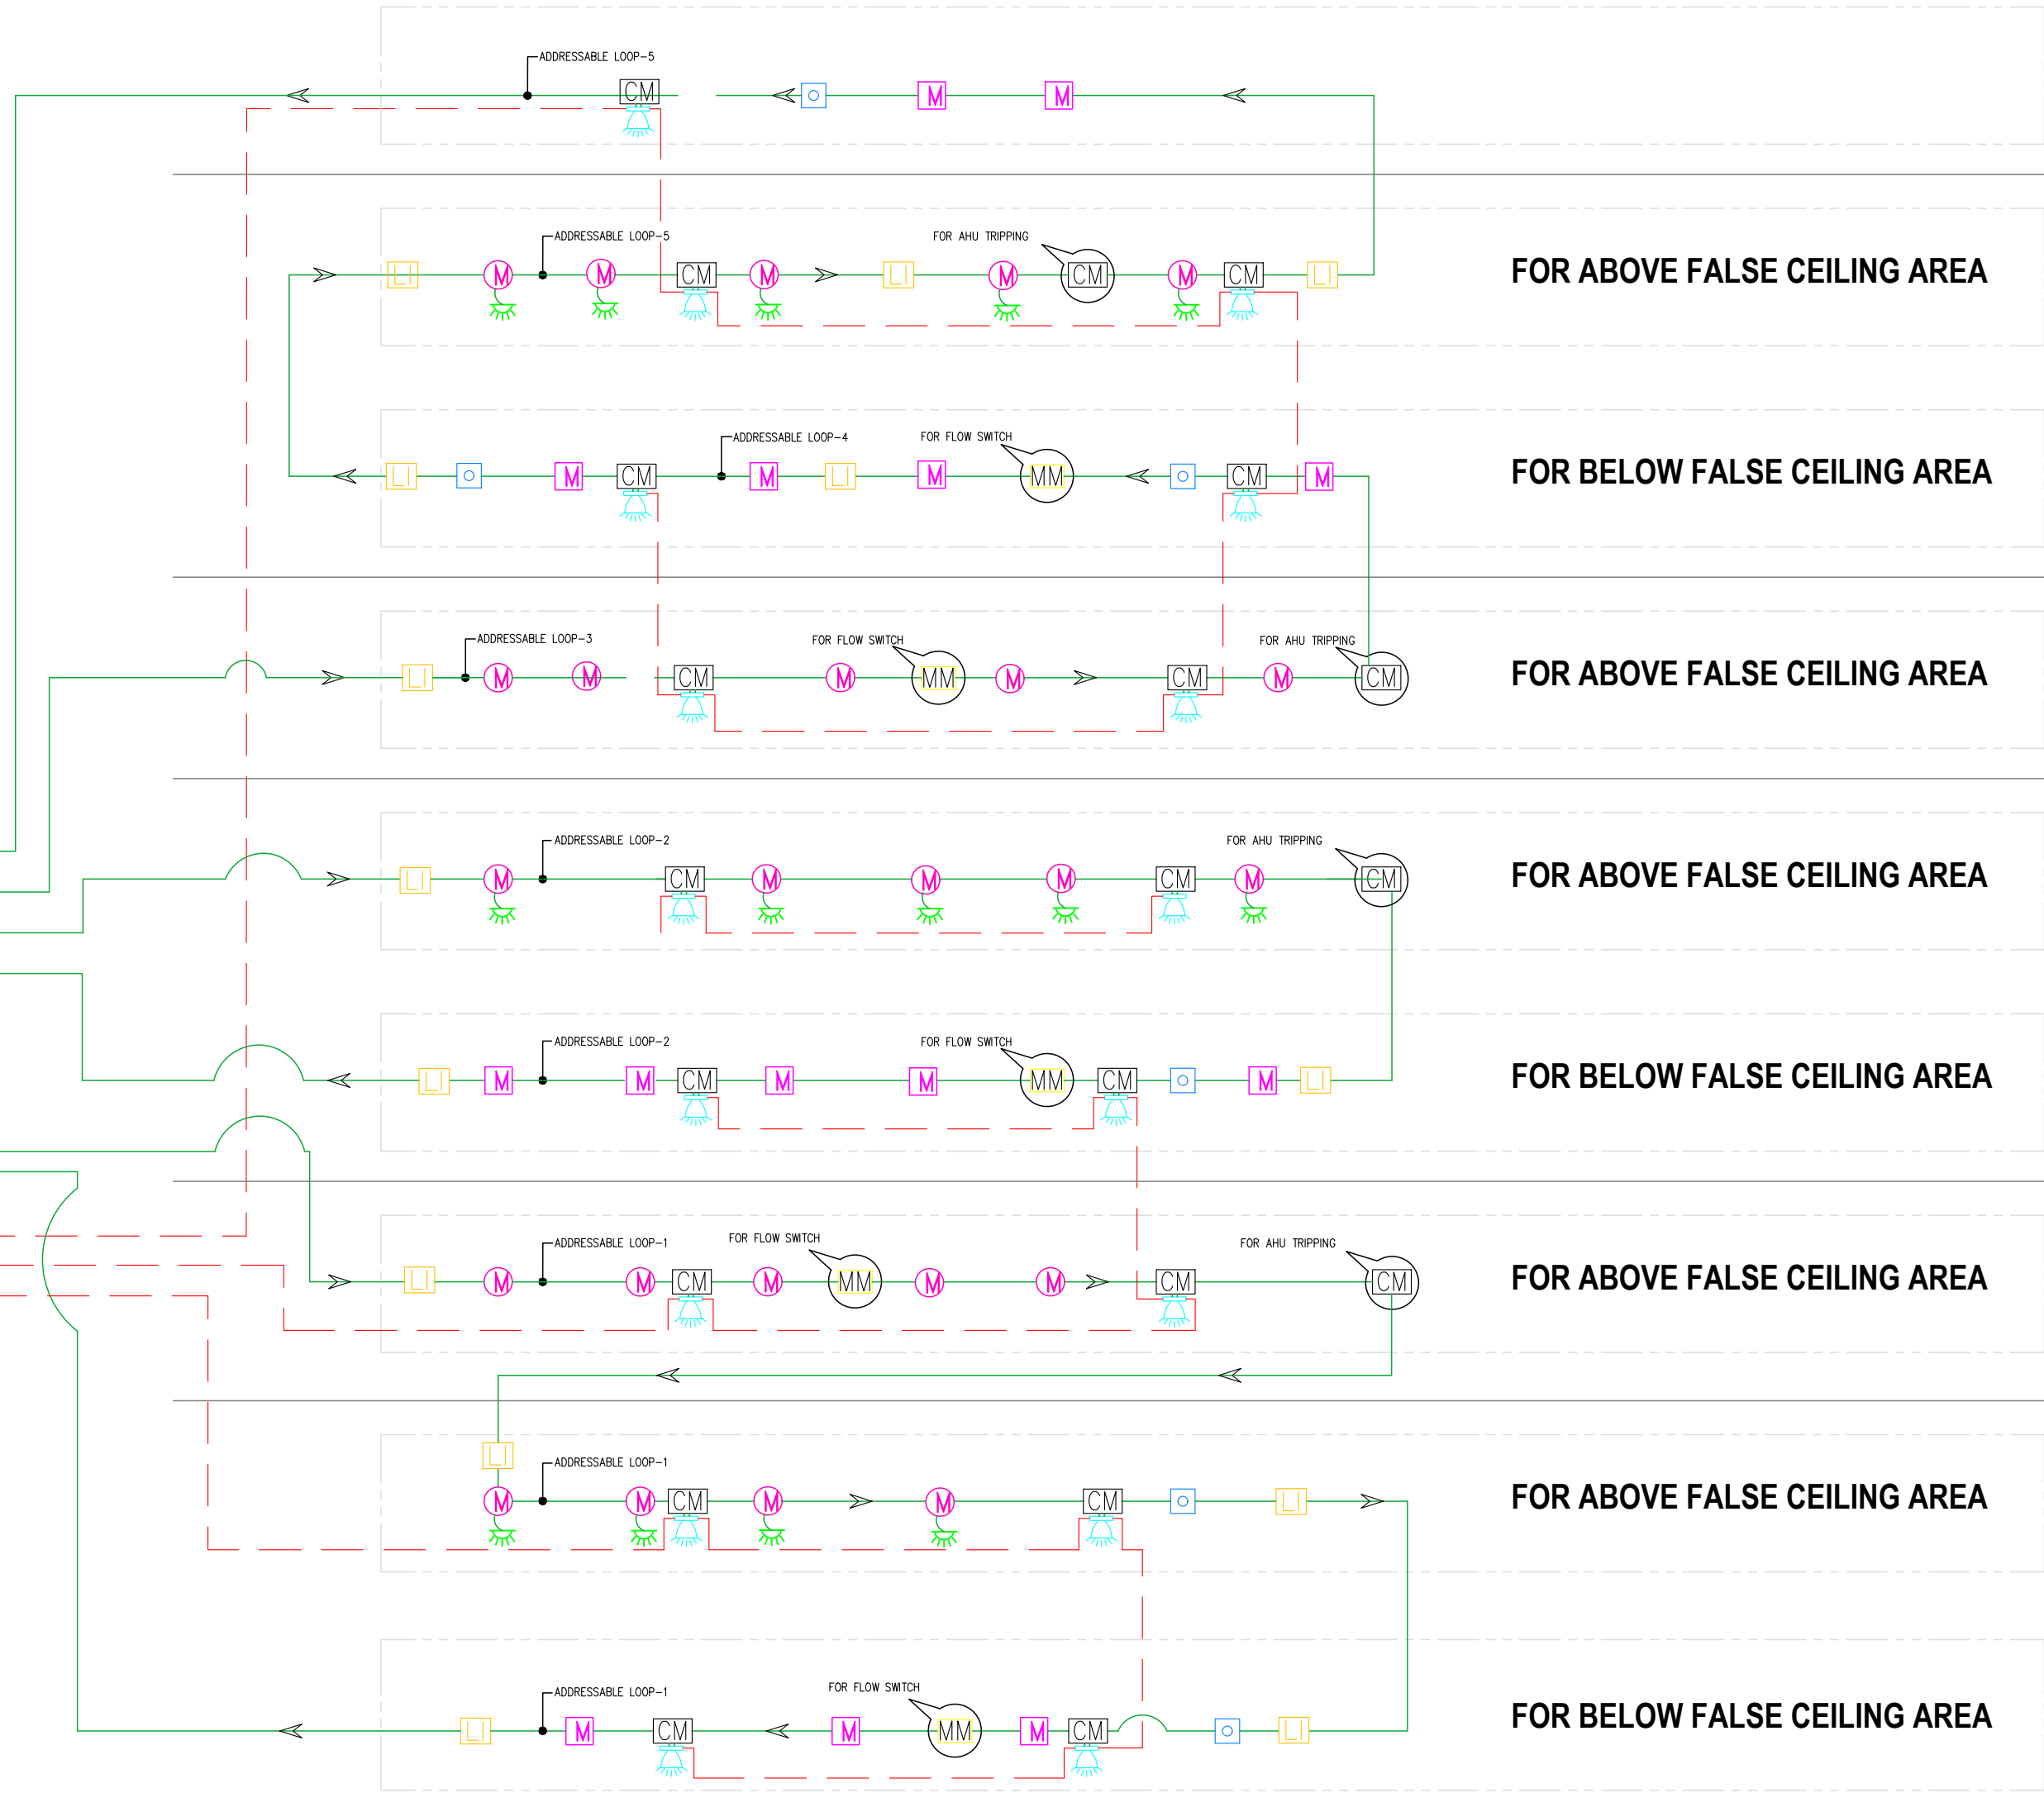 ADDRESSABLE LOOP-5
CM M M
ADDRESSABLE LOOP-5 FOR AHU TRIPPING
LI M M CM M LI M CM M CM LI FOR ABOVE FALSE CEILING AREA
ADDRESSABLE LOOP-4 FOR FLOW SWITCH
LI M CM M LI M MM CM M FOR BELOW FALSE CEILING AREA
ADDRESSABLE LOOP-3 FOR FLOW SWITCH FOR AHU TRIPPING
LI M M CM M MM M CM M CM FOR ABOVE FALSE CEILING AREA
ADDRESSABLE LOOP-2 FOR AHU TRIPPING
LI M CM M M M CM M CM FOR ABOVE FALSE CEILING AREA
ADDRESSABLE LOOP-2 FOR FLOW SWITCH
LI M M CM M M MM CM M LI FOR BELOW FALSE CEILING AREA
ADDRESSABLE LOOP-1 FOR FLOW SWITCH FOR AHU TRIPPING
LI M M CM M MM M M CM CM FOR ABOVE FALSE CEILING AREA
LI
ADDRESSABLE LOOP-1
M M CM M M CM LI FOR ABOVE FALSE CEILING AREA
ADDRESSABLE LOOP-1 FOR FLOW SWITCH
LI M CM M MM M CM LI FOR BELOW FALSE CEILING AREA